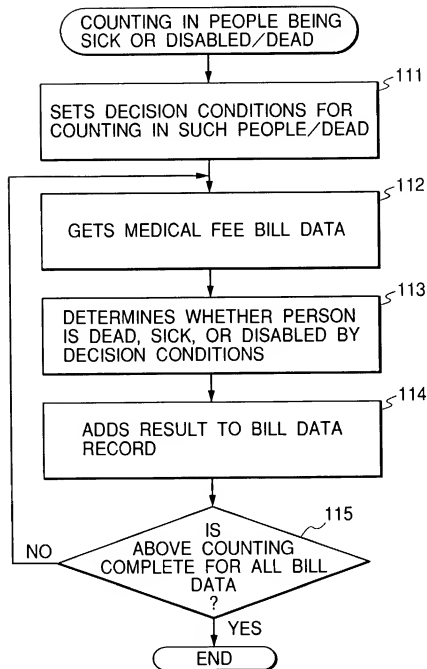 COUNTING IN PEOPLE BEING
SICK OR DISABLED/DEAD
111
SETS DECISION CONDITIONS FOR
COUNTING IN SUCH PEOPLE/DEAD
112
GETS MEDICAL FEE BILL DATA
113
DETERMINES WHETHER PERSON
IS DEAD, SICK, OR DISABLED BY
DECISION CONDITIONS
114
ADDS RESULT TO BILL DATA
RECORD
115
IS
ABOVE COUNTING
COMPLETE FOR ALL BILL
DATA
?
NO
YES
END